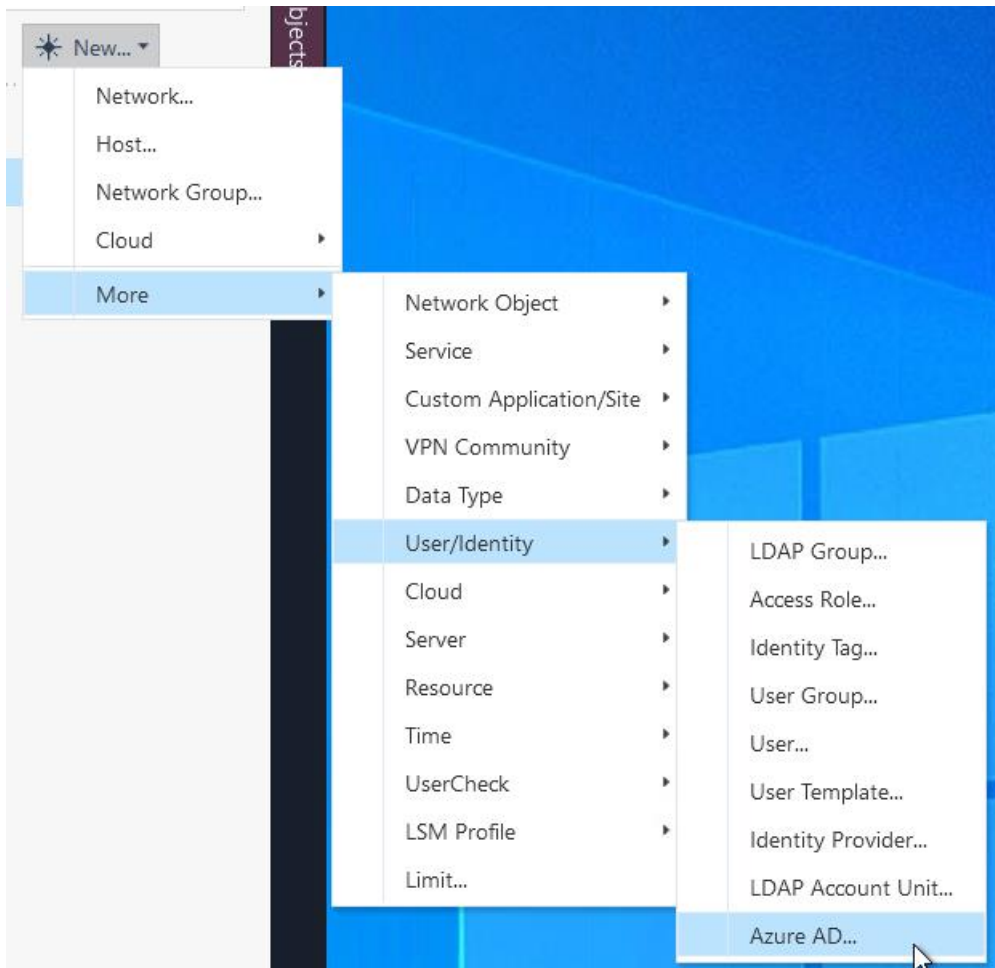 New...
Network...
Host...
Network Group...
Cloud
More
bjects
Network Object
Service
Custom Application/Site
VPN Community
Data Type
User/Identity
Cloud
Server
Resource
Time
UserCheck
LSM Profile
Limit...
LDAP Group...
Access Role...
Identity Tag...
User Group...
User...
User Template...
Identity Provider...
LDAP Account Unit...
Azure AD...